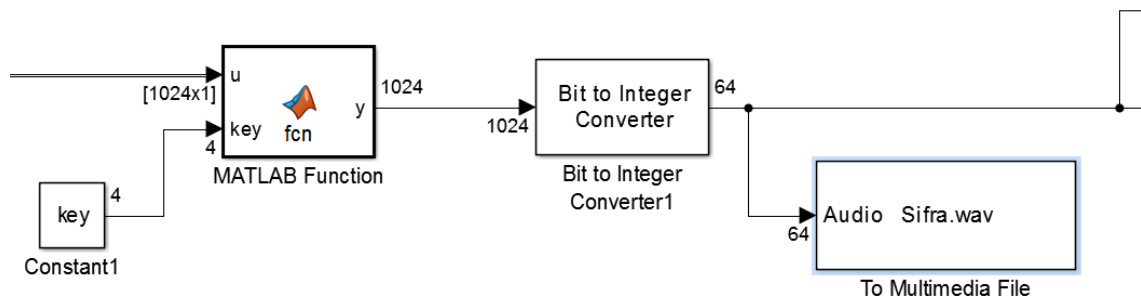 u
[1024x1]
key
4
fcn
y
1024
MATLAB Function
key
4
Constant1
1024
Bit to Integer
Converter
64
Bit to Integer
Converter1
64
Audio Sifra.wav
To Multimedia File